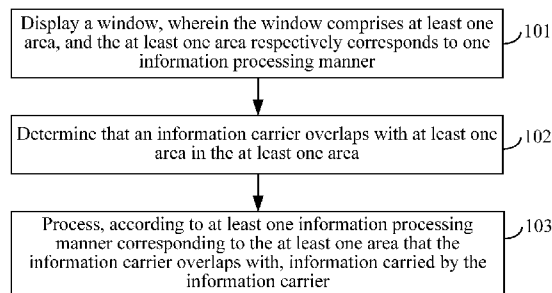 Display a window, wherein the window comprises at least one
area, and the at least one area respectively corresponds to one
information processing manner
101
Determine that an information carrier overlaps with at least one
area in the at least one area
102
Process, according to at least one information processing
manner corresponding to the at least one area that the
information carrier overlaps with, information carried by the
information carrier
103